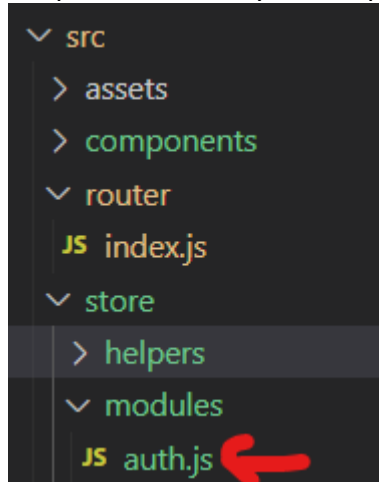 src
assets
components
router
JS index.js
store
helpers
modules
JS auth.js